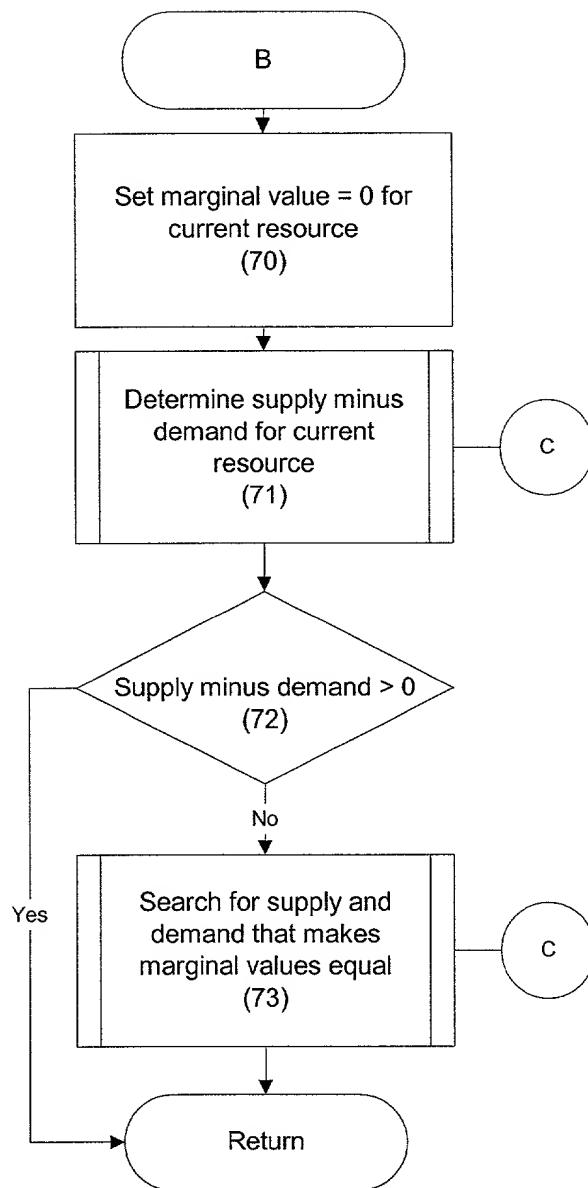 B
Set marginal value = 0 for
current resource
(70)
Determine supply minus
demand for current
resource
(71)
C
Supply minus demand > 0
(72)
No
Yes
Search for supply and
demand that makes
marginal values equal
(73)
C
Return